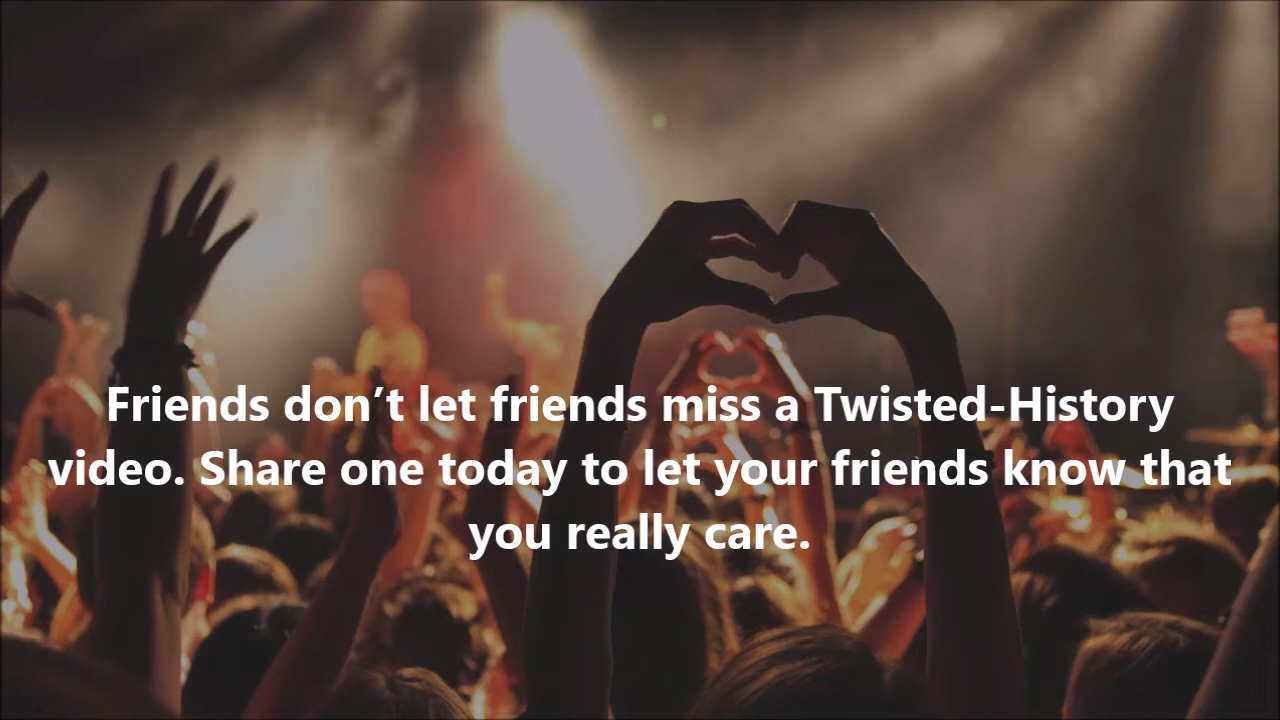 Friends don’t let friends miss a Twisted-History
video. Share one today to let your friends know that
you really care.